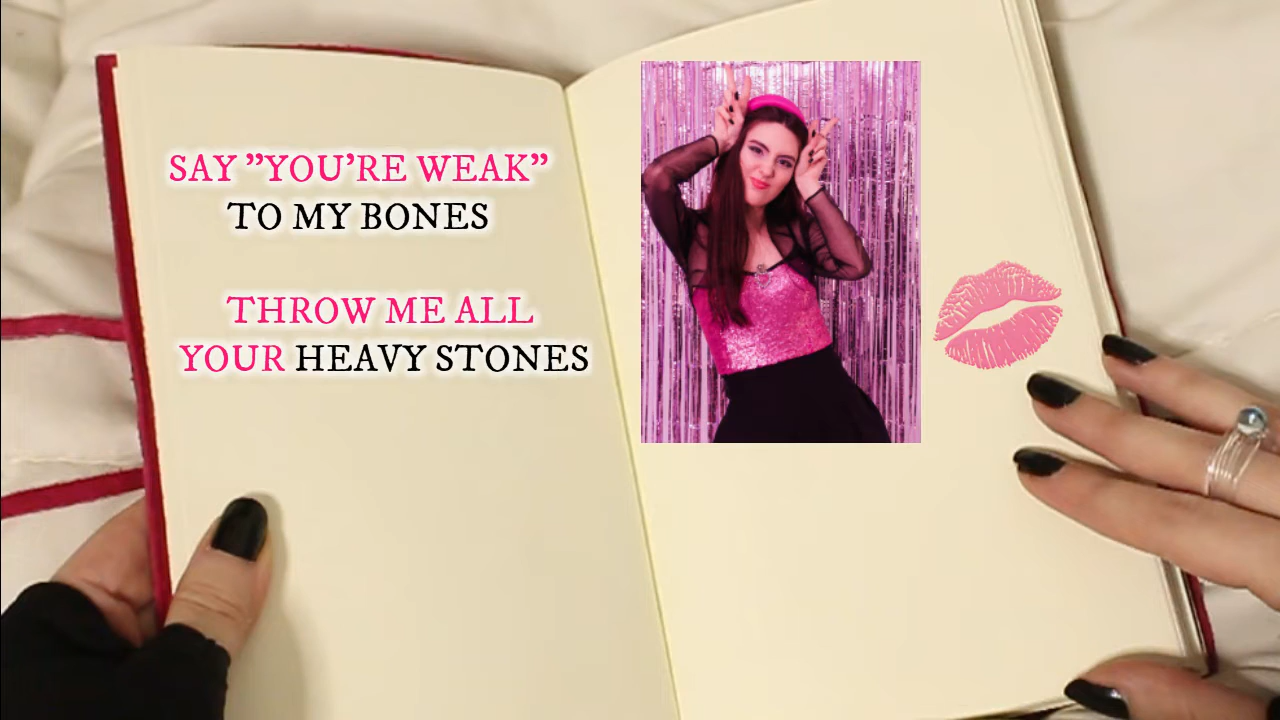 SAY "YOU'RE WEAK"
TO MY BONES
THROW ME ALL
YOUR HEAVY STONES